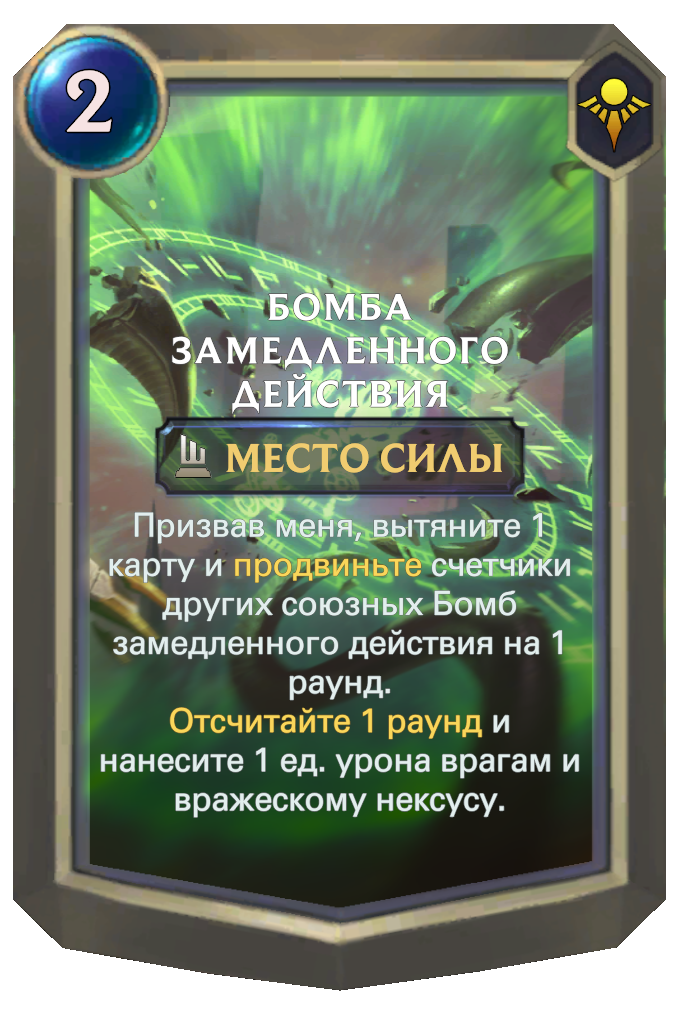 2
БОМБА
ЗАМЕДЛЕННОГО
ДЕЙСТВИЯ
МЕСТО СИЛЫ
Призвав меня, вытяните 1
карту и продвиньте счетчики
других союзных Бомб
замедленного действия на 1
раунд.
Отсчитайте 1 раунд и
нанесите 1 ед. урона врагам и
вражескому нексусу.